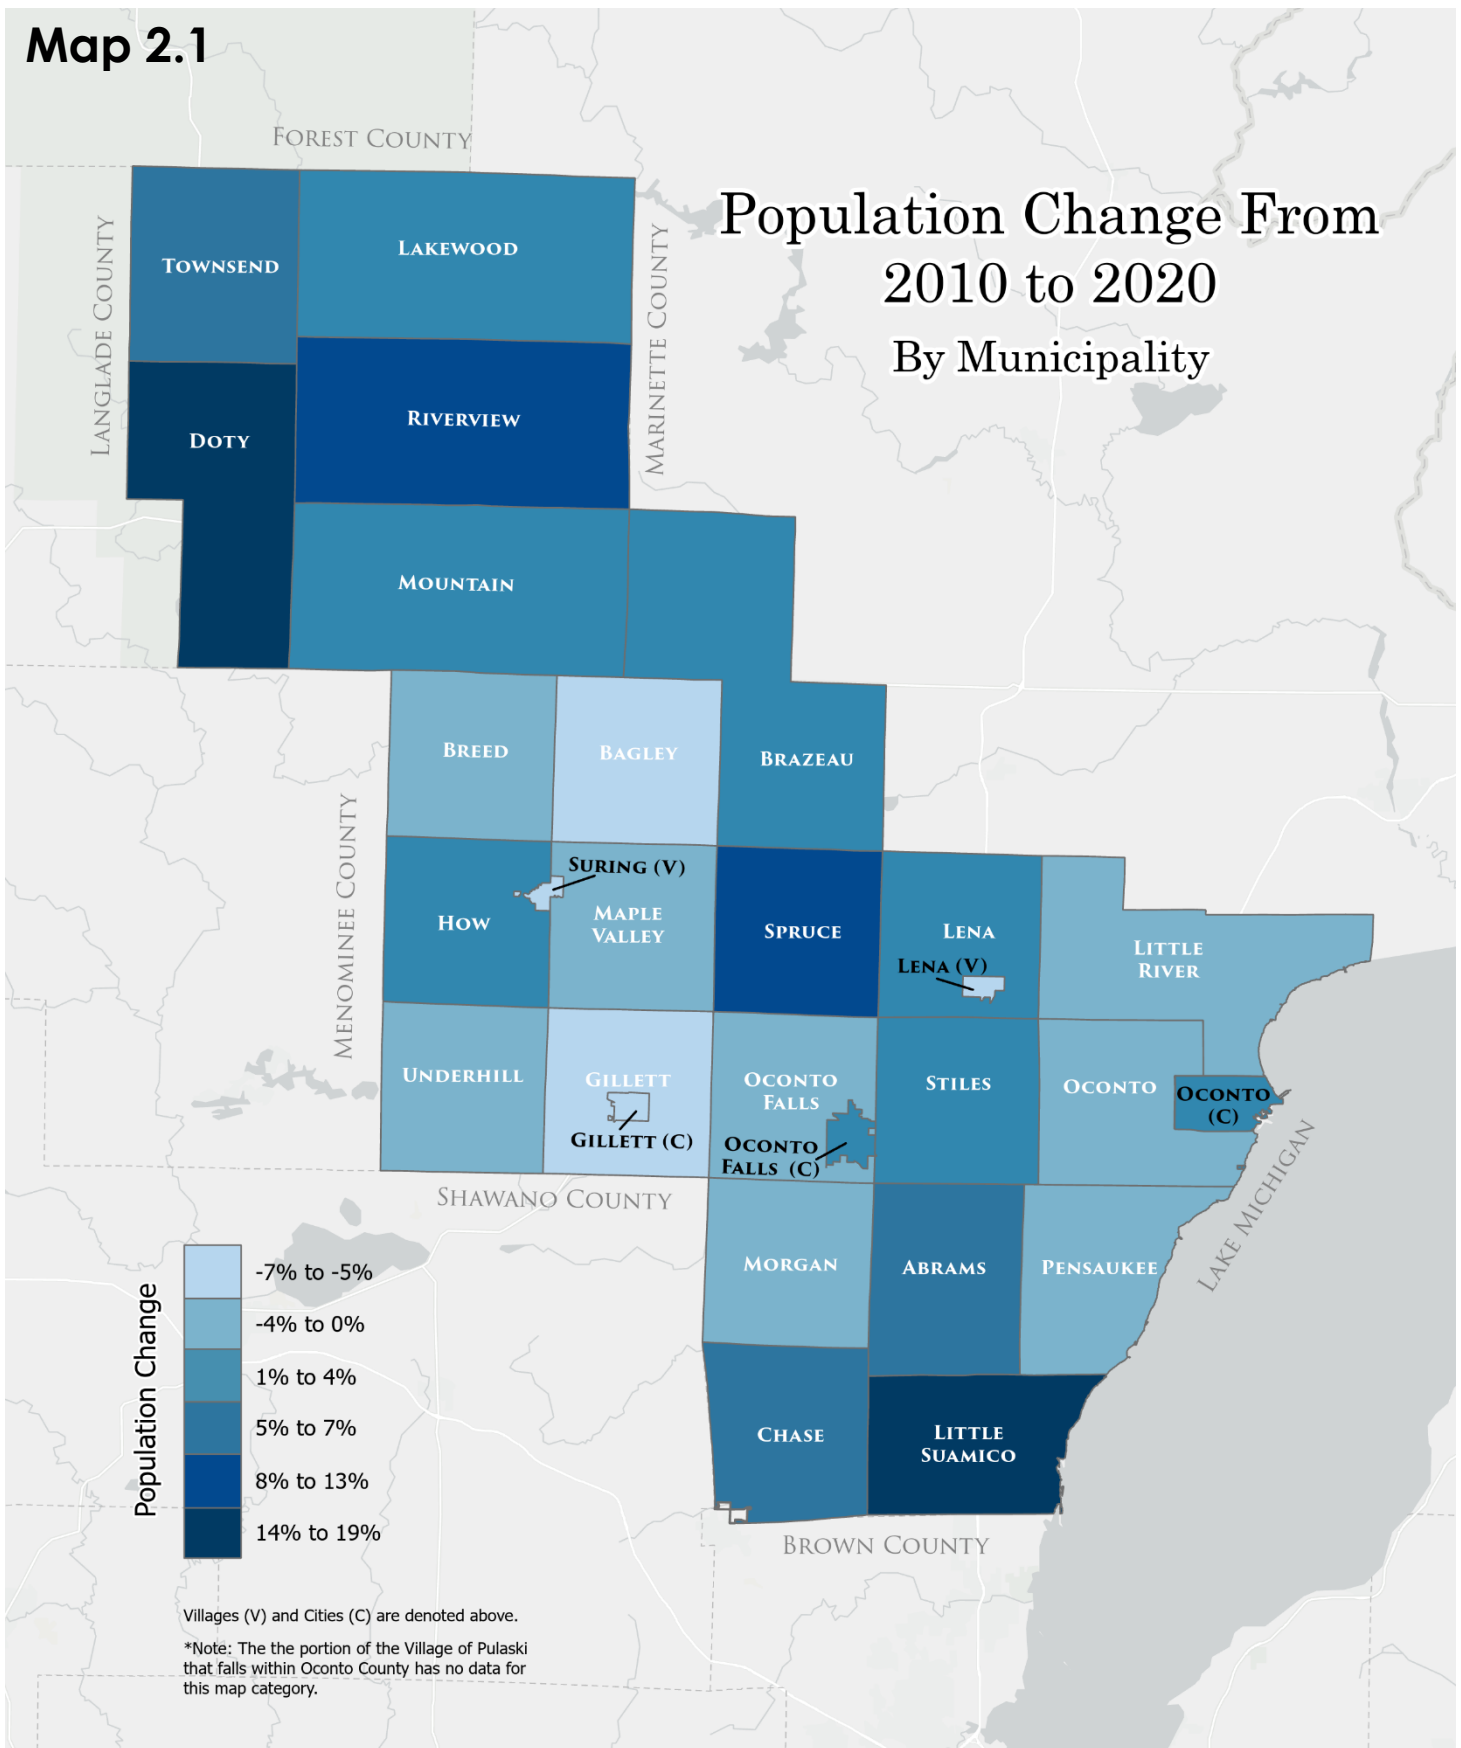 Map 2.1
FOREST COUNTY
Population Change From
2010 to 2020
By Municipality
LANGLADE COUNTY
MARINETTE COUNTY
TOWNSEND
LAKEWOOD
DOTY
RIVERVIEW
MOUNTAIN
BREED
BAGLEY
BRAZEAU
MENOMINEE COUNTY
SURING (V)
HOW
MAPLE
VALLEY
SPRUCE
LENA
LENA (V)
LITTLE
RIVER
UNDERHILL
GILLETT
GILLETT (C)
OCONTO
FALLS
OCONTO
FALLS (C)
STILES
OCONTO
OCONTO
(C)
SHAWANO COUNTY
LAKE MICHIGAN
MORGAN
ABRAMS
PENSAUKEE
CHASE
LITTLE
SUAMICO
BROWN COUNTY
Population Change
-7% to -5%
-4% to 0%
1% to 4%
5% to 7%
8% to 13%
14% to 19%
Villages (V) and Cities (C) are denoted above.
*Note: The the portion of the Village of Pulaski
that falls within Oconto County has no data for
this map category.